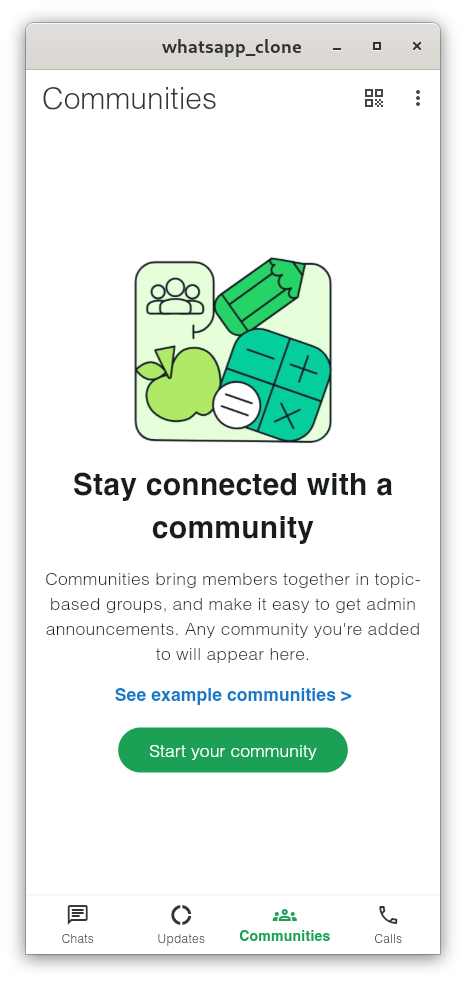 whatsapp_clone
Communities
Stay connected with a
community
Communities bring members together in topic-
based groups, and make it easy to get admin
announcements. Any community you're added
to will appear here.
See example communities >
Start your community
Chats
Updates
Communities
Calls